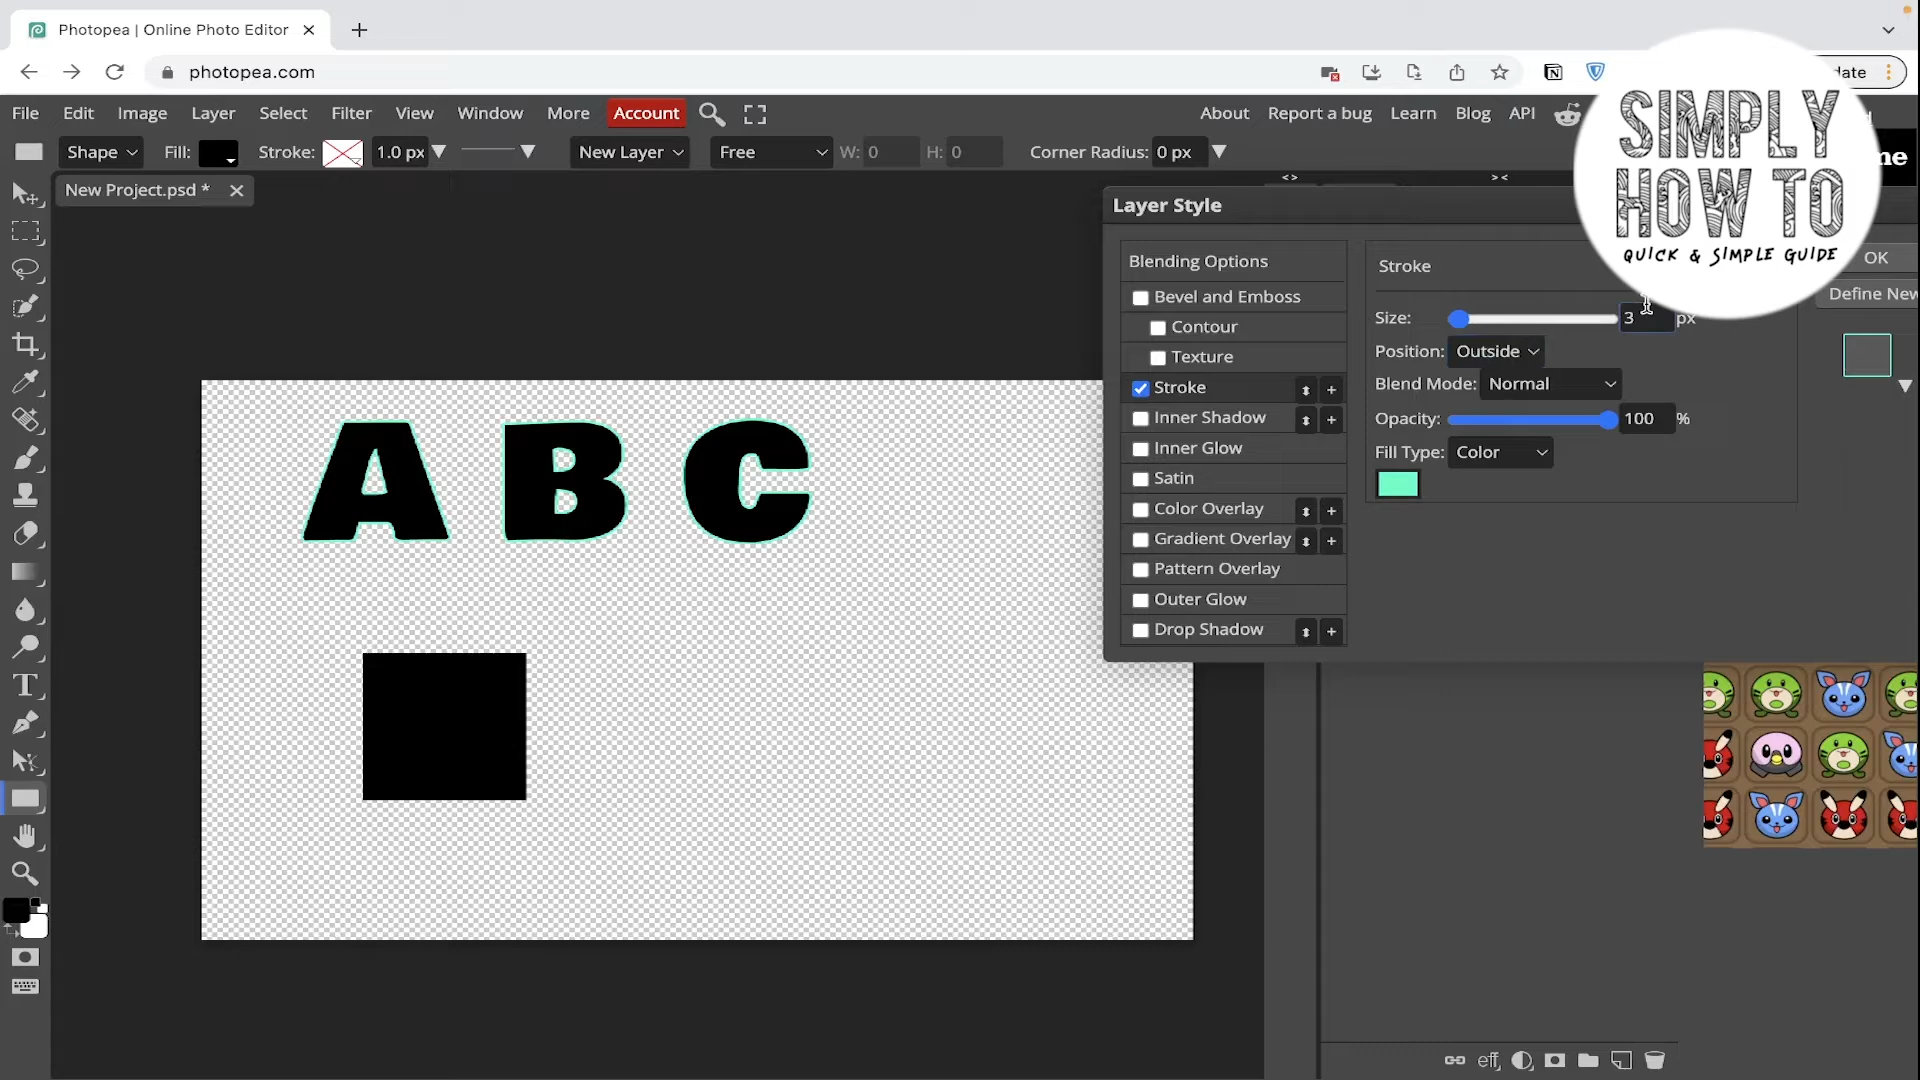 Photopea | Online Photo Editor
photopea.com
File Edit Image Layer Select Filter View Window More Account
About Report a bug Learn Blog API
Shape Fill: Stroke: 1.0 px New Layer Free W: 0 H: 0 Corner Radius: 0 px
New Project.psd *
SIMPLY
HOW TO
QUICK & SIMPLE GUIDE
Layer Style
Blending Options
Bevel and Emboss
Contour
Texture
Stroke
Inner Shadow
Inner Glow
Satin
Color Overlay
Gradient Overlay
Pattern Overlay
Outer Glow
Drop Shadow
Stroke
Size: 3 px
Position: Outside
Blend Mode: Normal
Opacity: 100 %
Fill Type: Color
OK
Define New
A B C
eff